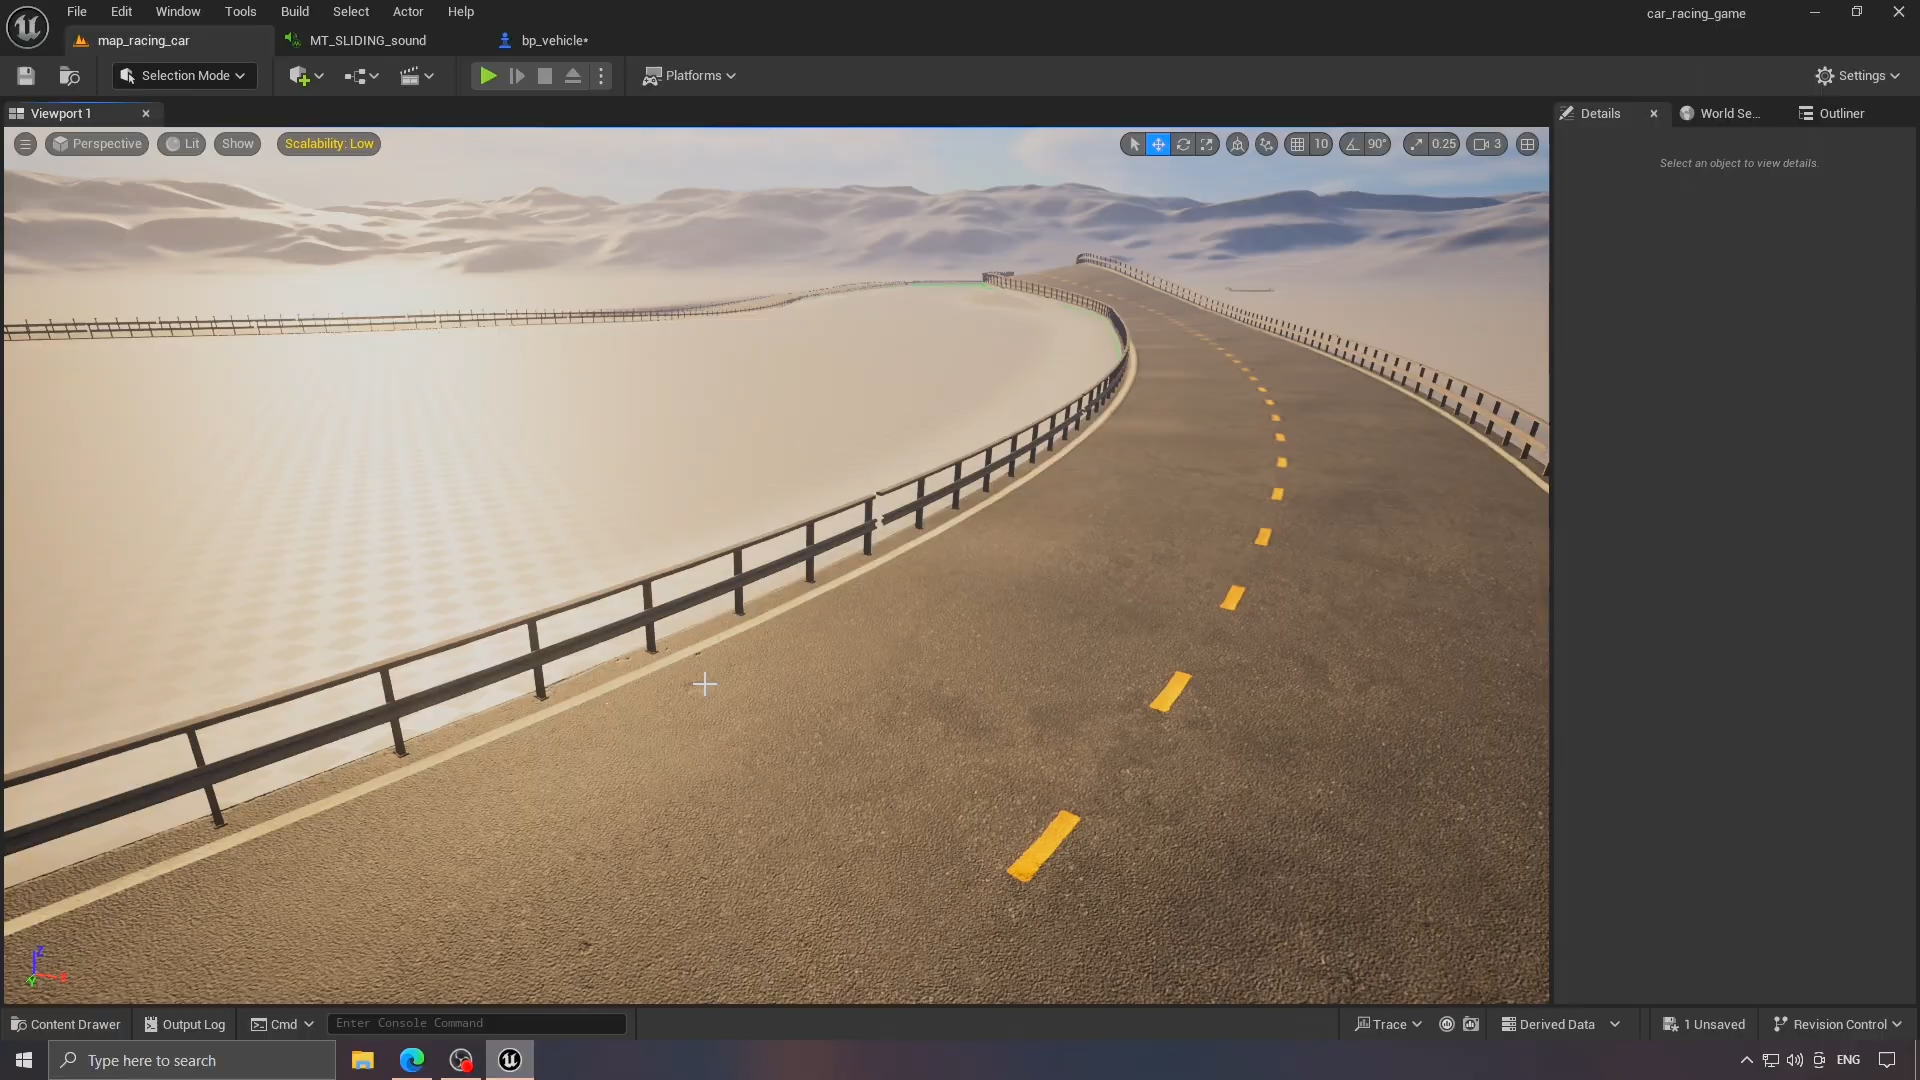 File Edit Window Tools Build Select Actor Help
car_racing_game
map_racing_car
MT_SLIDING_sound
bp_vehicle*
Selection Mode
Platforms
Settings
Viewport 1
Details
World Se...
Outliner
Perspective
Lit
Show
Scalability: Low
10
90°
0.25
3
Select an object to view details.
Z
X
Y
Content Drawer
Output Log
Cmd
Enter Console Command
Trace
Derived Data
1 Unsaved
Revision Control
Type here to search
ENG